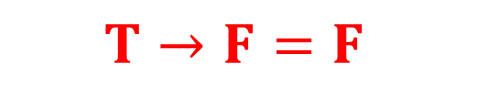 T → F = F